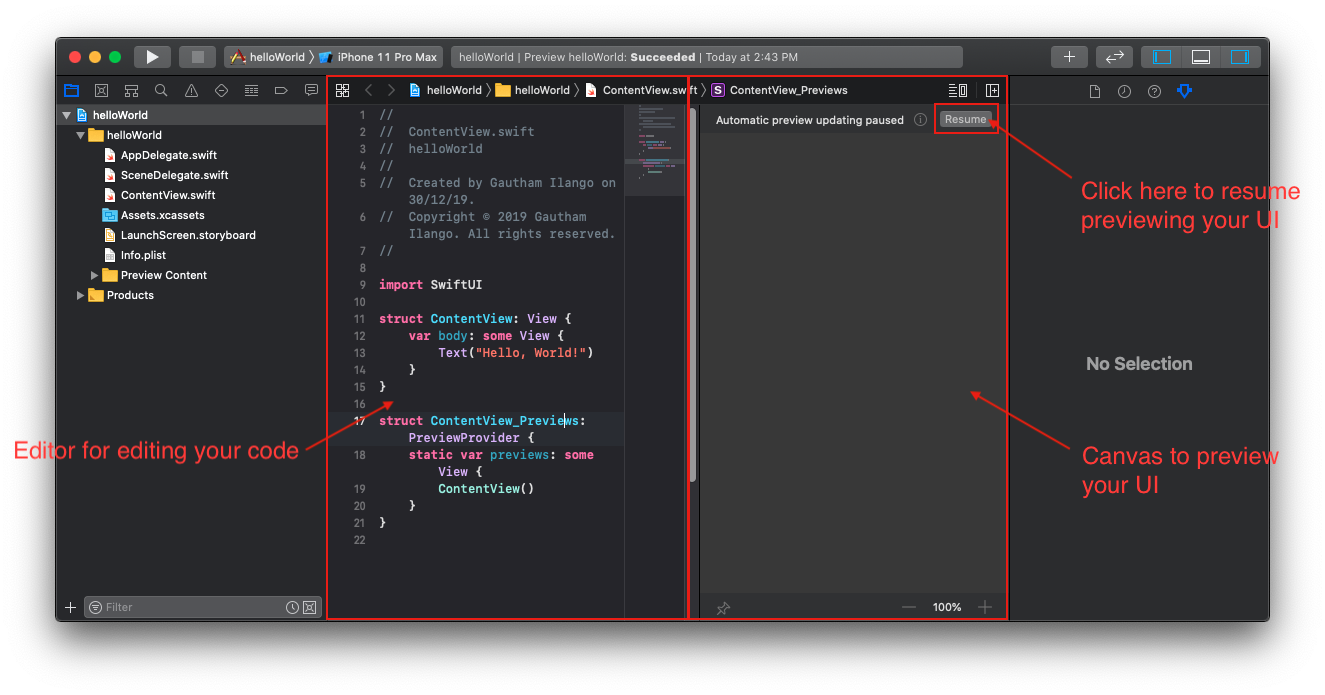 helloWorld
iPhone 11 Pro Max
helloWorld | Preview helloWorld: Succeeded | Today at 2:43 PM
helloWorld
helloWorld
AppDelegate.swift
SceneDelegate.swift
ContentView.swift
Assets.xcassets
LaunchScreen.storyboard
Info.plist
Preview Content
Products
Filter
helloWorld
helloWorld
ContentView.swift
S ContentView_Previews
1 //
2 //  ContentView.swift
3 //  helloWorld
4 //
5 //  Created by Gautham Ilango on
30/12/19.
6 //  Copyright © 2019 Gautham
Ilango. All rights reserved.
7 //
8
9 import SwiftUI
10
11 struct ContentView: View {
12     var body: some View {
13         Text("Hello, World!")
14     }
15 }
16
17 struct ContentView_Previews:
PreviewProvider {
18     static var previews: some
View {
19         ContentView()
20     }
21 }
22
Automatic preview updating paused
Resume
100%
No Selection
Click here to resume
previewing your UI
Editor for editing your code
Canvas to preview
your UI